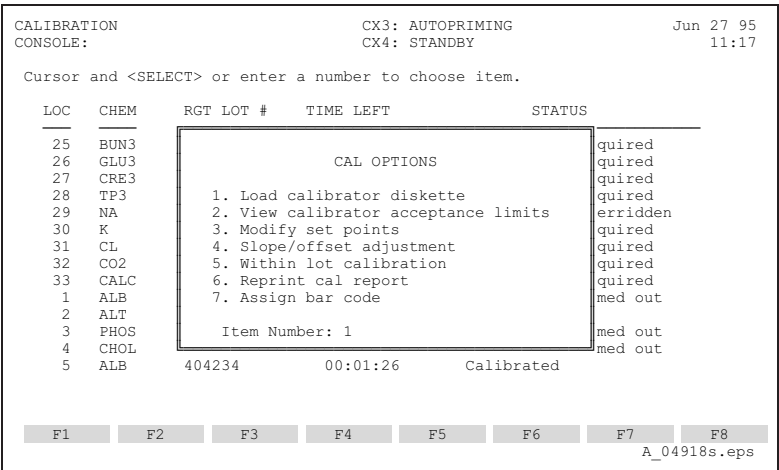 CALIBRATION CX3: AUTOPRIMING Jun 27 95
CONSOLE: CX4: STANDBY 11:17
Cursor and <SELECT> or enter a number to choose item.
LOC CHEM RGT LOT # TIME LEFT STATUS
25 BUN3 quired
26 GLU3 CAL OPTIONS quired
27 CRE3 quired
28 TP3 1. Load calibrator diskette quired
29 NA 2. View calibrator acceptance limits erridden
30 K 3. Modify set points quired
31 CL 4. Slope/offset adjustment quired
32 CO2 5. Within lot calibration quired
33 CALC 6. Reprint cal report quired
1 ALB 7. Assign bar code med out
2 ALT
3 PHOS Item Number: 1 med out
4 CHOL med out
5 ALB 404234 00:01:26 Calibrated
F1 F2 F3 F4 F5 F6 F7 F8
A_04918s.eps